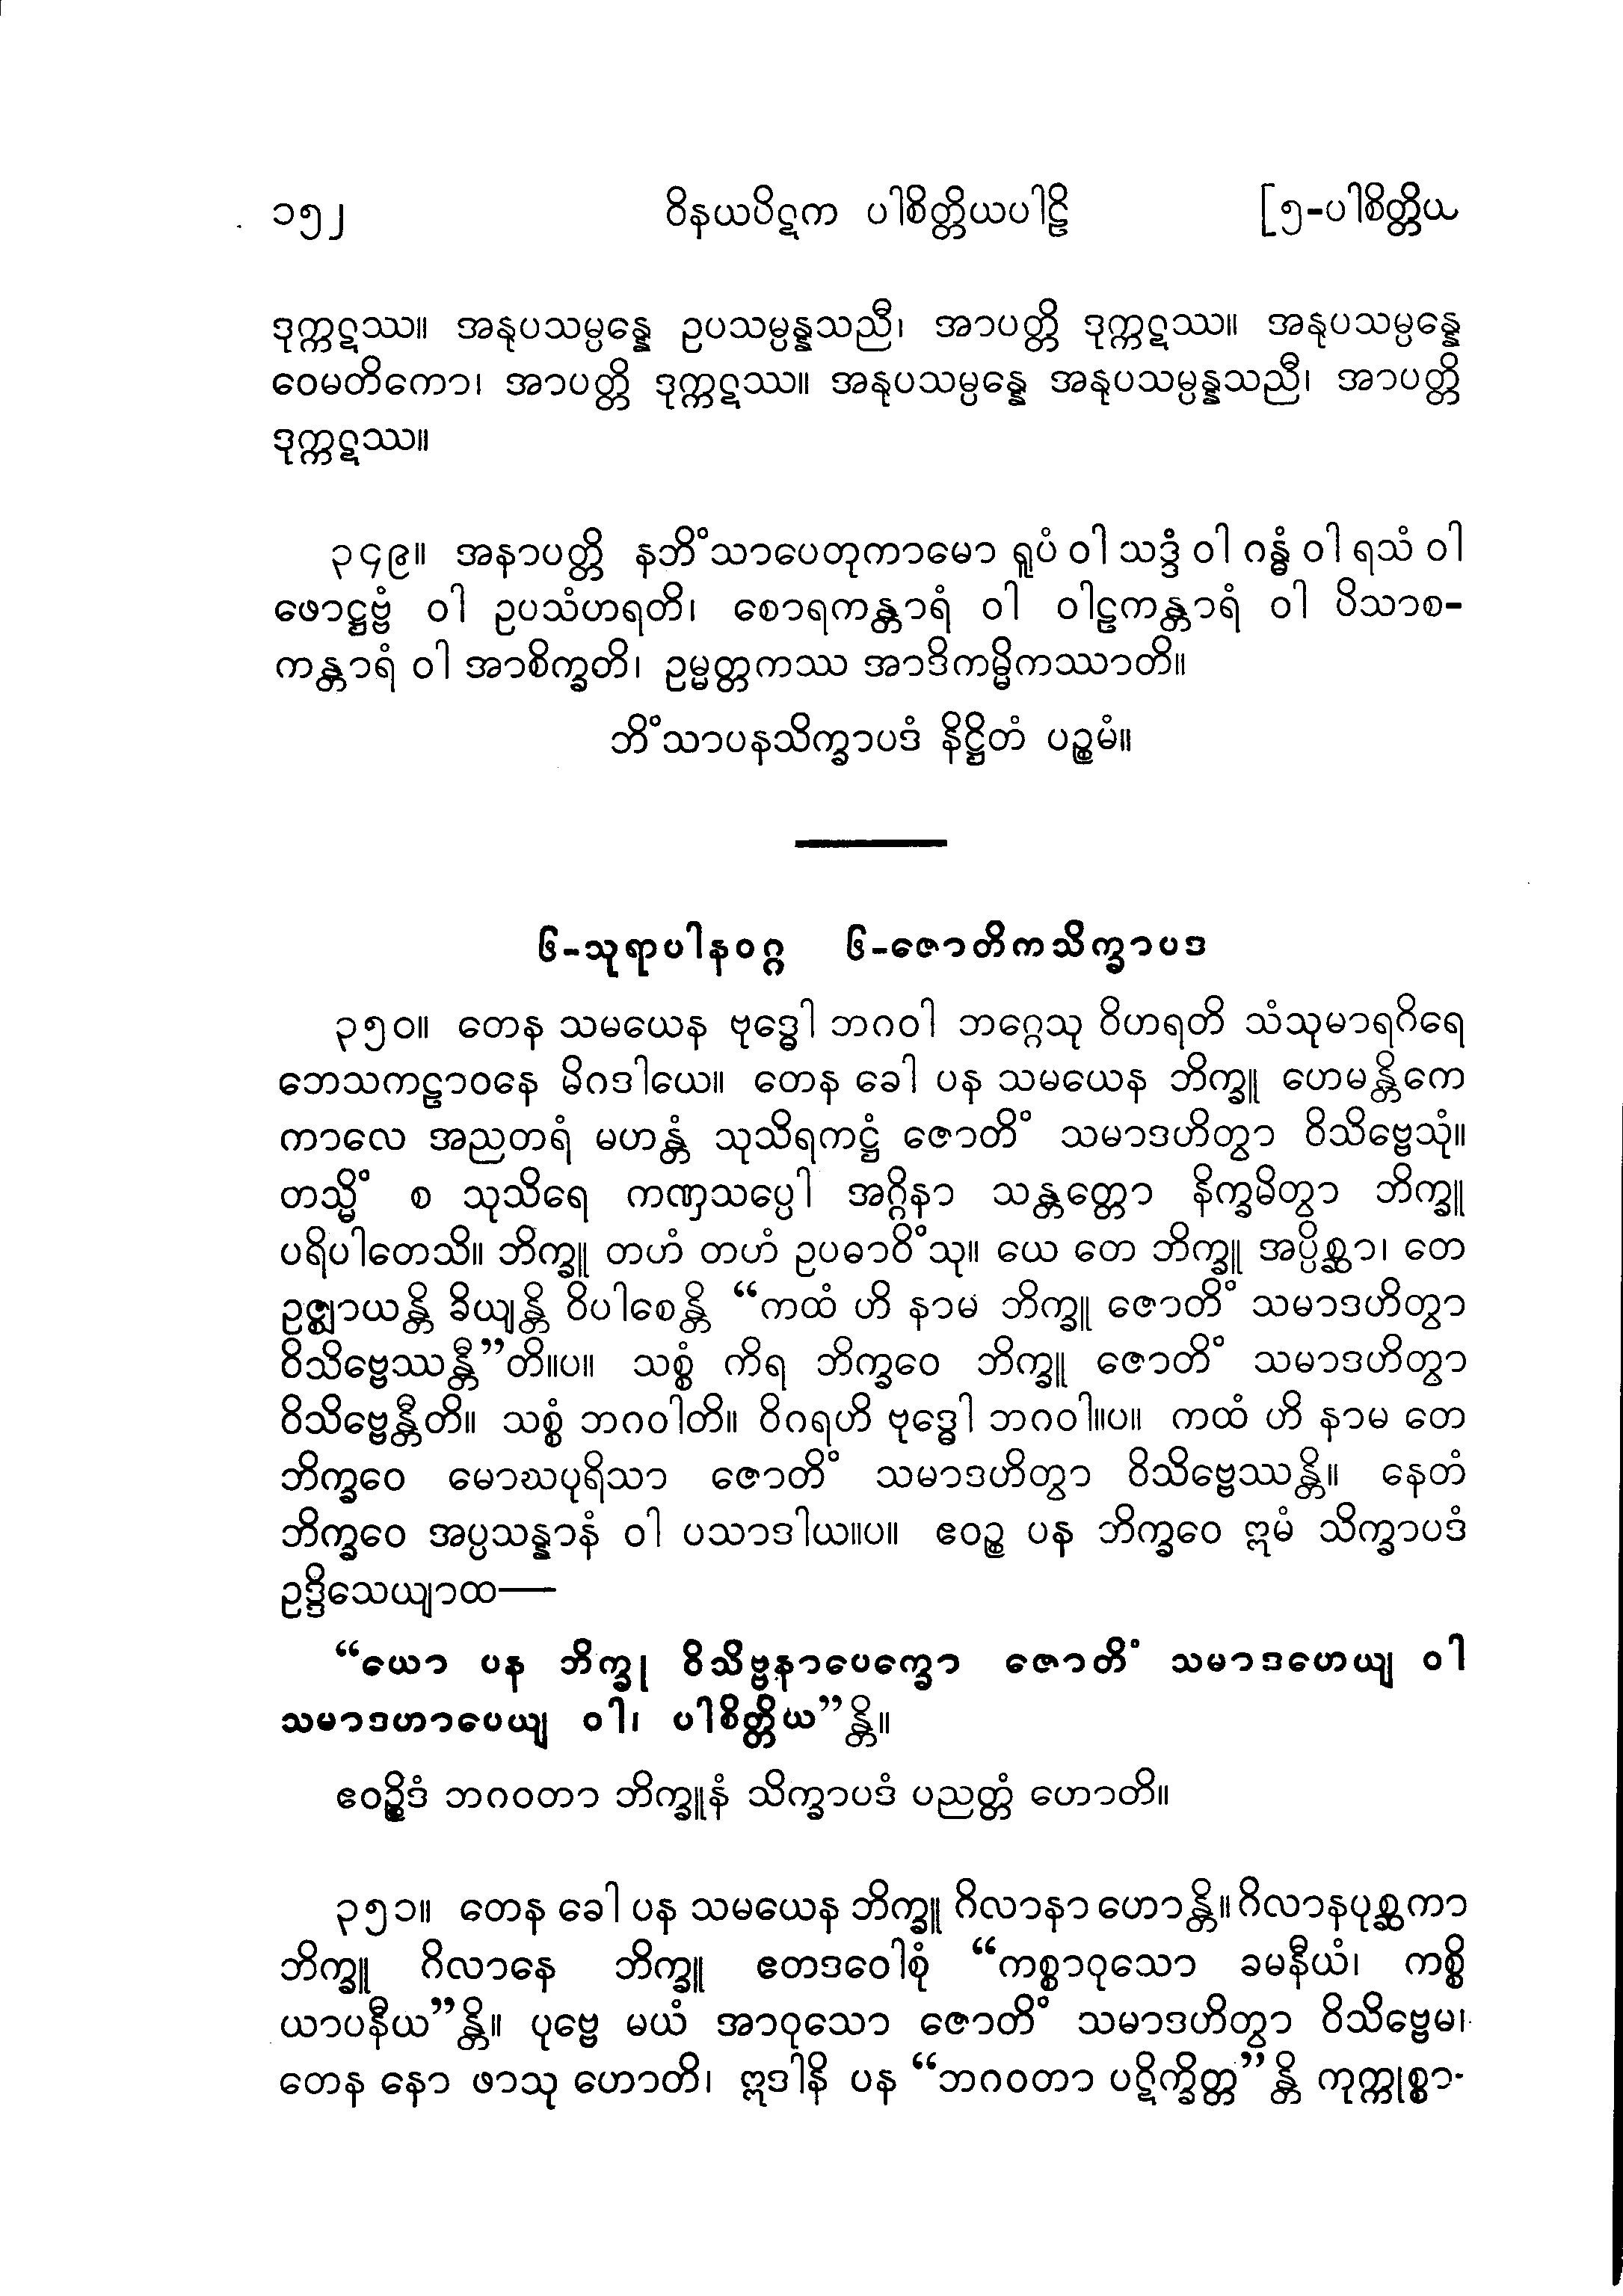 ၁၅၂ ဝိနယပိဋက ပါစိတ္တိယပါဠိ [၅-ပါစိတ္တိယ
ဒုက္ကဋဿ။ အနုပသမ္ပန္နေ ဥပသမ္ပန္နသညီ၊ အာပတ္တိ ဒုက္ကဋဿ။ အနုပသမ္ပန္နေ
ဝေမတိကော၊ အာပတ္တိ ဒုက္ကဋဿ။ အနုပသမ္ပန္နေ အနုပသမ္ပန္နသညီ၊ အာပတ္တိ
ဒုက္ကဋဿ။
၃၄၉။ အနာပတ္တိ နဘိံသာပေတုကာမော ရူပံ ဝါ သဒ္ဒံ ဝါ ဂန္ဓံ ဝါ ရသံ ဝါ
ဖောဋ္ဌဗ္ဗံ ဝါ ဥပသံဟရတိ၊ စောရကန္တာရံ ဝါ ဝါဠကန္တာရံ ဝါ ပိသာစ-
ကန္တာရံ ဝါ အာစိက္ခတိ၊ ဥမ္မတ္တကဿ အာဒိကမ္မိကဿာတိ။
ဘိံသာပနသိက္ခာပဒံ နိဋ္ဌိတံ ပဉ္စမံ။
၆-သုရာပါနဝဂ္ဂ ၆-ဇောတိကသိက္ခာပဒ
၃၅၀။ တေန သမယေန ဗုဒ္ဓေါ ဘဂဝါ ဘဂ္ဂေသု ဝိဟရတိ သံသုမာရဂိရေ
ဘေသကဠာဝနေ မိဂဒါယေ။ တေန ခေါ ပန သမယေန ဘိက္ခူ ဟေမန္တိကေ
ကာလေ အညတရံ မဟန္တံ သုသိရကဋ္ဌံ ဇောတိံ သမာဒဟိတွာ ဝိသိဗ္ဗေသုံ။
တသ္မိံ စ သုသိရေ ကဏှသပ္ပေါ အဂ္ဂိနာ သန္တတ္တော နိက္ခမိတွာ ဘိက္ခူ
ပရိပါတေသိ။ ဘိက္ခူ တဟံ တဟံ ဥပဓာဝိံသု။ ယေ တေ ဘိက္ခူ အပ္ပိစ္ဆာ၊ တေ
ဥဇ္ဈာယန္တိ ခိယျန္တိ ဝိပါစေန္တိ “ကထံ ဟိ နာမ ဘိက္ခူ ဇောတိံ သမာဒဟိတွာ
ဝိသိဗ္ဗေဿန္တီ”တိ။ပ။ သစ္စံ ကိရ ဘိက္ခဝေ ဘိက္ခူ ဇောတိံ သမာဒဟိတွာ
ဝိသိဗ္ဗေန္တီတိ။ သစ္စံ ဘဂဝါတိ။ ဝိဂရဟိ ဗုဒ္ဓေါ ဘဂဝါ။ပ။ ကထံ ဟိ နာမ တေ
ဘိက္ခဝေ မောဃပုရိသာ ဇောတိံ သမာဒဟိတွာ ဝိသိဗ္ဗေဿန္တိ။ နေတံ
ဘိက္ခဝေ အပ္ပသန္နာနံ ဝါ ပသာဒါယ။ပ။ ဧဝဉ္စ ပန ဘိက္ခဝေ ဣမံ သိက္ခာပဒံ
ဥဒ္ဒိသေယျာထ—
“ယော ပန ဘိက္ခု ဝိသိဗ္ဗနာပေက္ခော ဇောတိံ သမာဒဟေယျ ဝါ
သမာဒဟာပေယျ ဝါ၊ ပါစိတ္တိယ”န္တိ။
ဧဝဉ္စိဒံ ဘဂဝတာ ဘိက္ခူနံ သိက္ခာပဒံ ပညတ္တံ ဟောတိ။
၃၅၁။ တေန ခေါ ပန သမယေန ဘိက္ခူ ဂိလာနာ ဟောန္တိ။ ဂိလာနပုစ္ဆကာ
ဘိက္ခူ ဂိလာနေ ဘိက္ခူ ဧတဒဝေါစုံ “ကစ္စာဝုသော ခမနီယံ၊ ကစ္စိ
ယာပနီယ”န္တိ။ ပုဗ္ဗေ မယံ အာဝုသော ဇောတိံ သမာဒဟိတွာ ဝိသိဗ္ဗေမ၊
တေန နော ဖာသု ဟောတိ၊ ဣဒါနိ ပန “ဘဂဝတာ ပဋိက္ခိတ္တ”န္တိ ကုက္ကုစ္စာ-